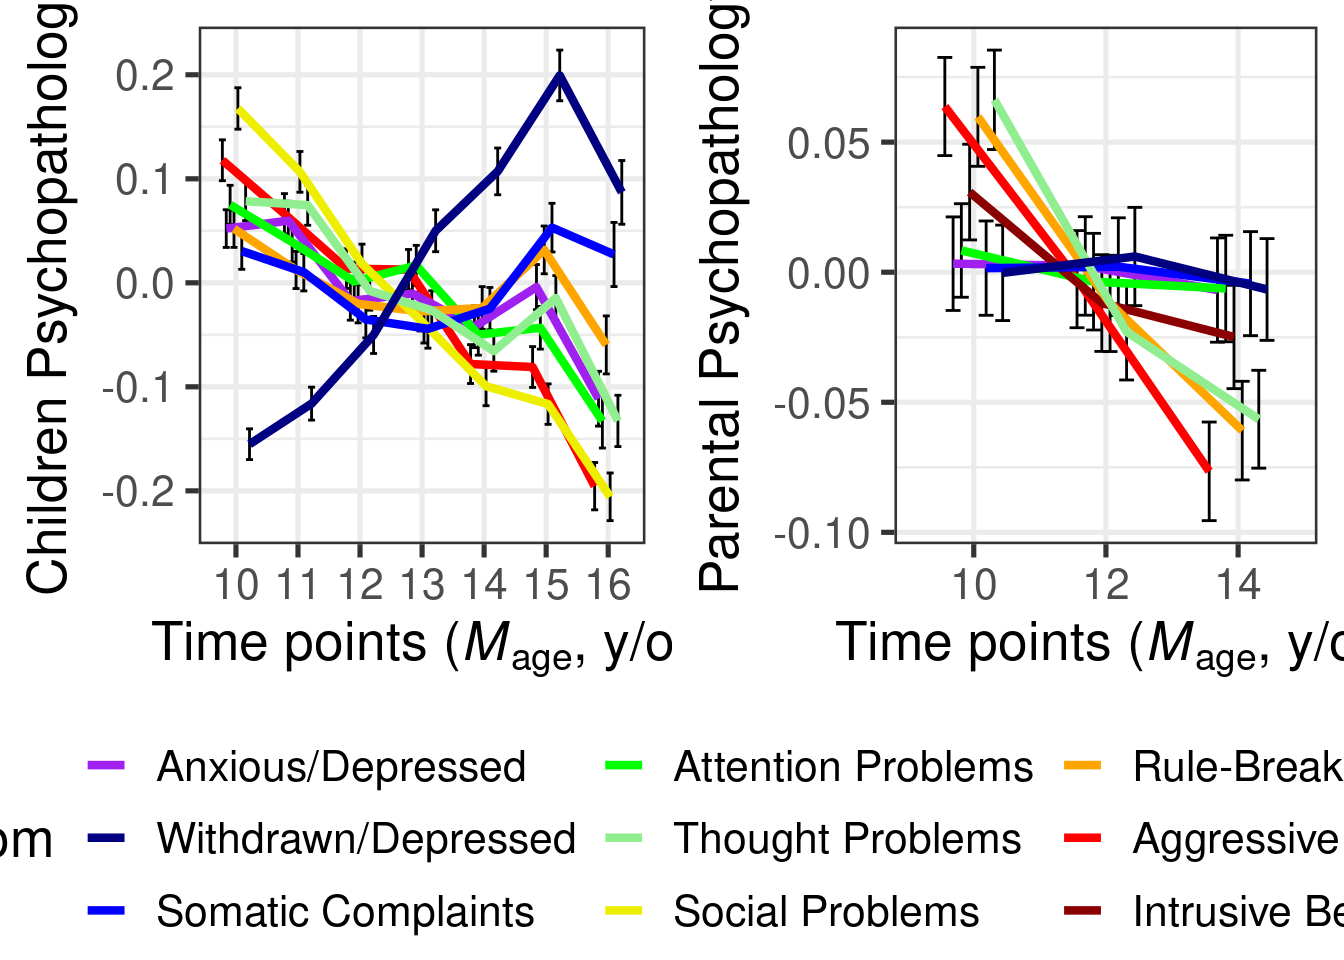 Children Psychopatholog
0.2
0.1
0.0
-0.1
-0.2
10 11 12 13 14 15 16
Time points (Mage, y/o
Parental Psychopatholog
0.05
0.00
-0.05
-0.10
10 12 14
Time points (Mage, y/o
om
Anxious/Depressed
Attention Problems
Rule-Break
Withdrawn/Depressed
Thought Problems
Aggressive
Somatic Complaints
Social Problems
Intrusive Be